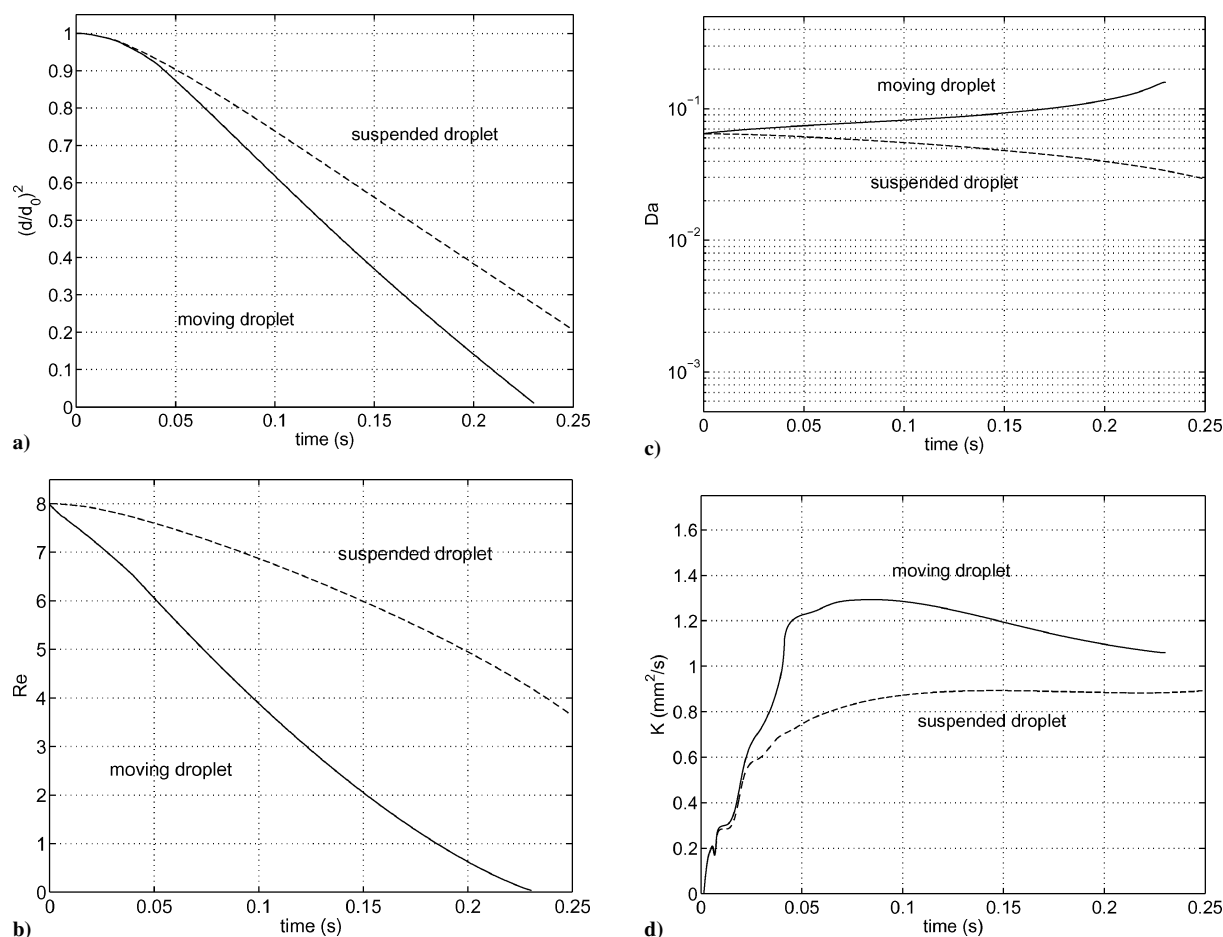 1
0.9
0.8
0.7
0.6
0.5
0.4
0.3
0.2
0.1
0
(d/d0)2
suspended droplet
moving droplet
0 0.05 0.1 0.15 0.2 0.25
time (s)
a)
8
7
6
5
4
3
2
1
0
Re
suspended droplet
moving droplet
0 0.05 0.1 0.15 0.2 0.25
time (s)
b)
10−1
10−2
10−3
Da
moving droplet
suspended droplet
0 0.05 0.1 0.15 0.2 0.25
time (s)
c)
1.6
1.4
1.2
1
0.8
0.6
0.4
0.2
0
K (mm2/s)
moving droplet
suspended droplet
0 0.05 0.1 0.15 0.2 0.25
time (s)
d)